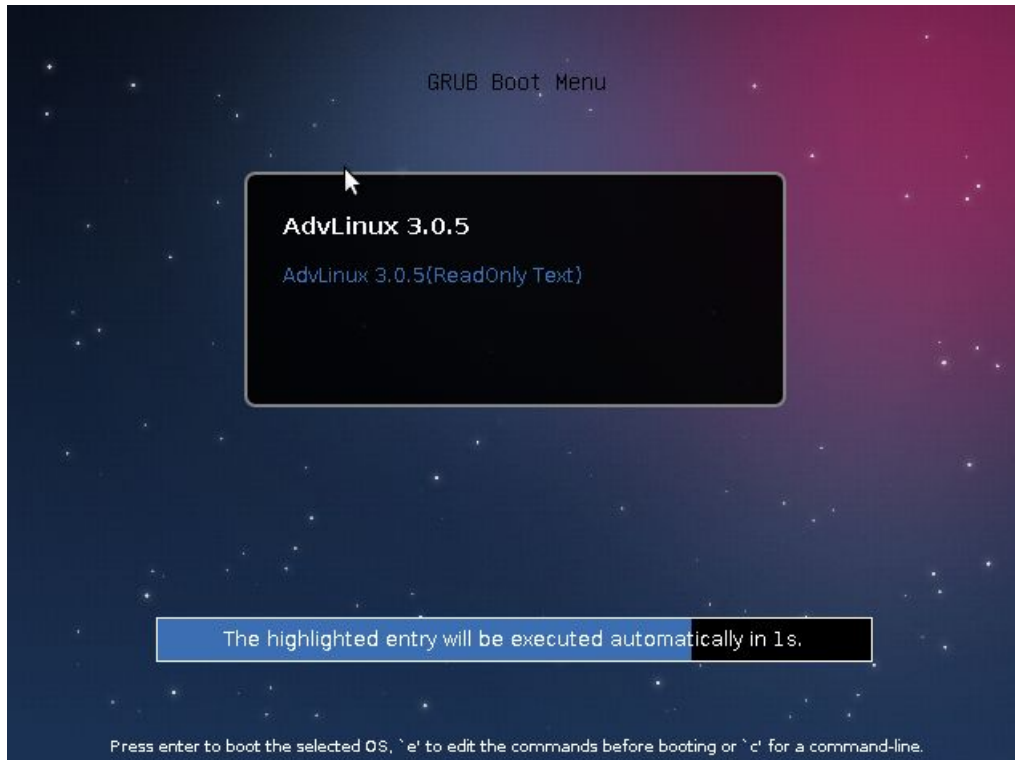 GRUB Boot Menu
AdvLinux 3.0.5
AdvLinux 3.0.5(ReadOnly Text)
The highlighted entry will be executed automatically in 1s.
Press enter to boot the selected OS, `e' to edit the commands before booting or `c' for a command-line.